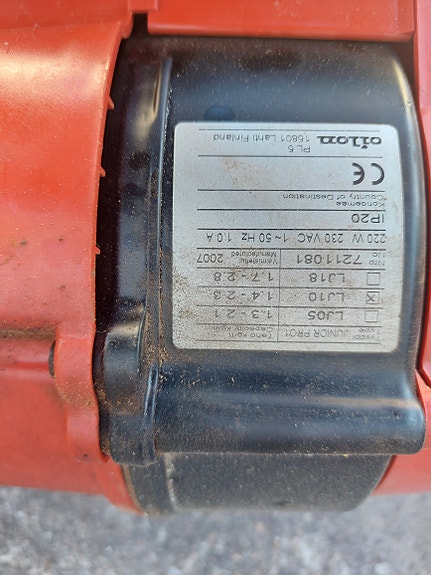 oilon
PL 5
15801 Lahti Finland
CE
Kohdemaa
Country of Destination
IP20
220 W 230 VAC 1~50 Hz 1.0 A
Nro
No
7211081
Valmistettu
Manufactured
2007
LJ18 1.7 - 2.8
LJ10 1.4 - 2.3
LJ05 1.3 - 2.1
JUNIOR PRO1
Capacity kg/h